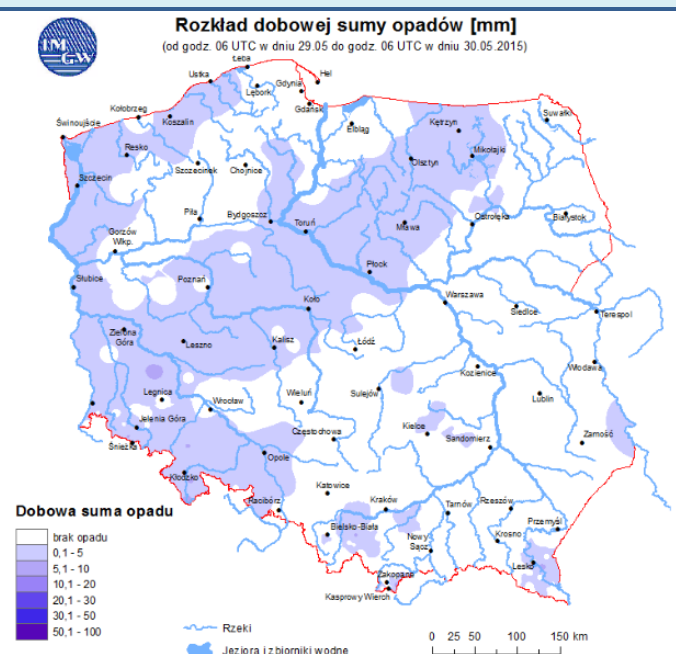 Rozkład dobowej sumy opadów [mm]
(od godz. 06 UTC w dniu 29.05 do godz. 06 UTC w dniu 30.05.2015)
IM
GW
Łeba
Ustka
Hel
Gdynia
Lębork
Gdańsk
Kołobrzeg
Koszalin
Świnoujście
Elbląg
Kętrzyn
Suwałki
Resko
Olsztyn
Mikołajki
Szczecin
Szczecinek
Chojnice
Piła
Bydgoszcz
Toruń
Mława
Ostrołęka
Białystok
Gorzów
Wlkp.
Płock
Słubice
Poznań
Koło
Warszawa
Siedlce
Terespol
Zielona
Góra
Leszno
Kalisz
Łódź
Kozienice
Włodawa
Legnica
Wrocław
Wieluń
Sulejów
Lublin
Jelenia Góra
Śnieżka
Częstochowa
Kielce
Sandomierz
Zamość
Opole
Kłodzko
Katowice
Racibórz
Kraków
Tarnów
Rzeszów
Bielsko-Biała
Przemyśl
Nowy
Sącz
Krosno
Lesko
Zakopane
Kasprowy Wierch
Dobowa suma opadu
brak opadu
0,1 - 5
5,1 - 10
10,1 - 20
20,1 - 30
30,1 - 50
50,1 - 100
Rzeki
Jeziora i zbiorniki wodne
0 25 50 100 150 km